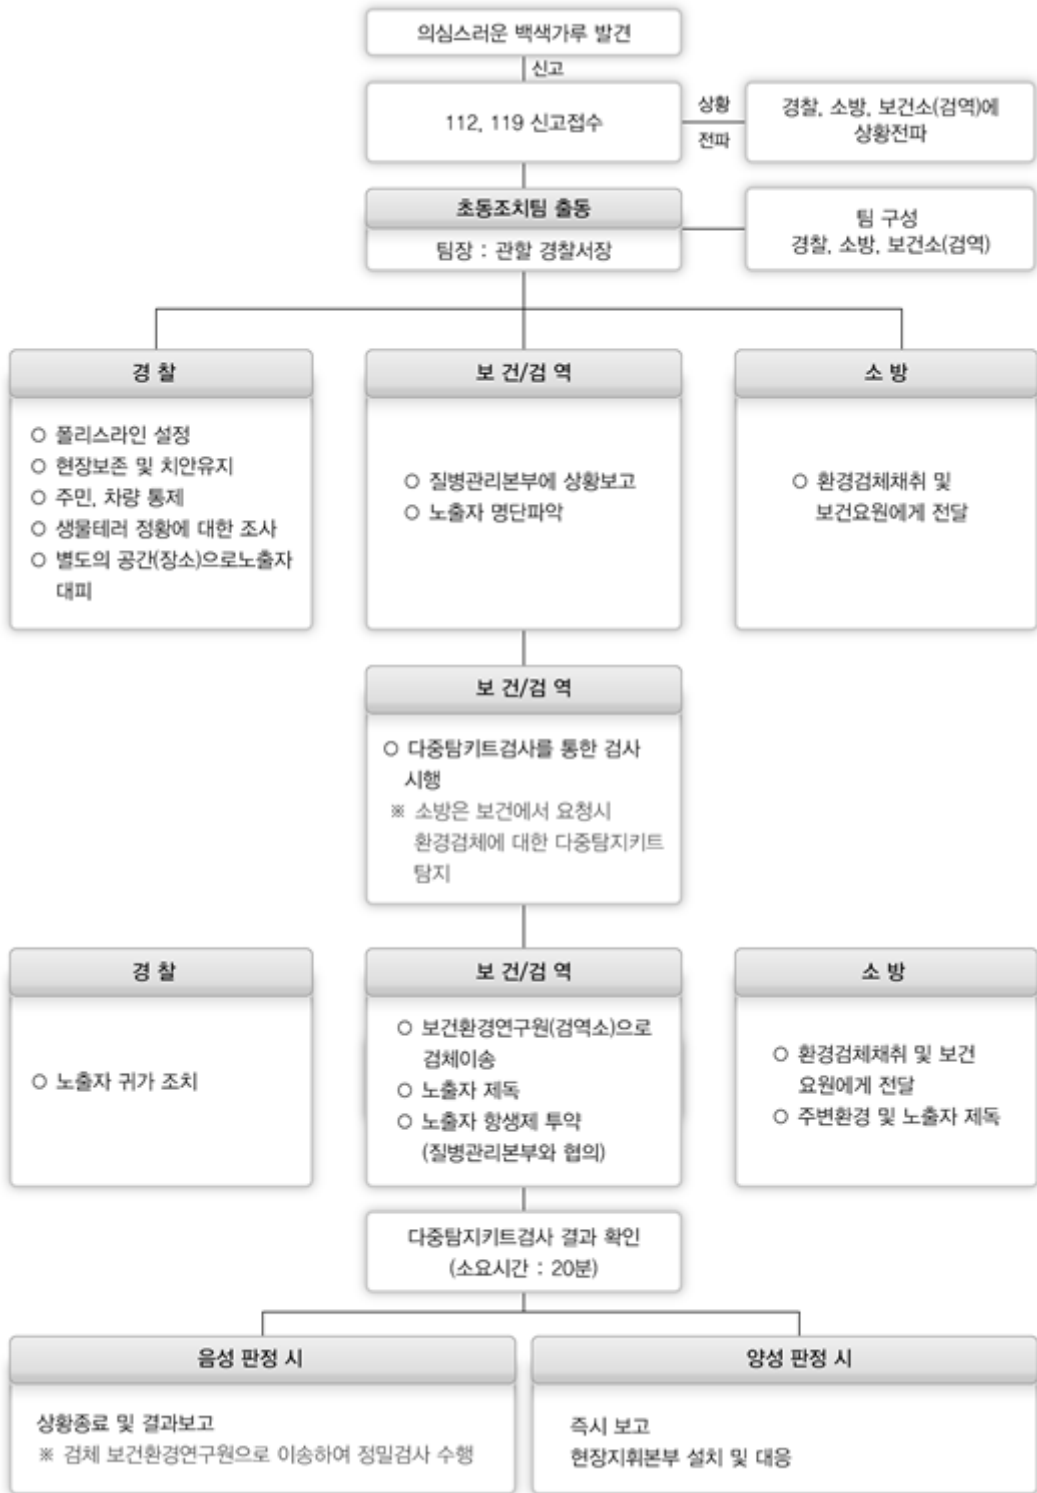 의심스러운 백색가루 발견
신고
112, 119 신고접수
상황
전파
경찰, 소방, 보건소(검역)에
상황전파
초동조치팀 출동
팀장 : 관할 경찰서장
팀 구성
경찰, 소방, 보건소(검역)
경 찰
○ 폴리스라인 설정
○ 현장보존 및 치안유지
○ 주민, 차량 통제
○ 생물테러 정황에 대한 조사
○ 별도의 공간(장소)으로노출자
대피
보 건/검 역
○ 질병관리본부에 상황보고
○ 노출자 명단파악
소 방
○ 환경검체채취 및
보건요원에게 전달
보 건/검 역
○ 다중탐키트검사를 통한 검사
시행
※ 소방은 보건에서 요청시
환경검체에 대한 다중탐지키트
탐지
경 찰
○ 노출자 귀가 조치
보 건/검 역
○ 보건환경연구원(검역소)으로
검체이송
○ 노출자 제독
○ 노출자 항생제 투약
(질병관리본부와 협의)
소 방
○ 환경검체채취 및 보건
요원에게 전달
○ 주변환경 및 노출자 제독
다중탐지키트검사 결과 확인
(소요시간 : 20분)
음성 판정 시
상황종료 및 결과보고
※ 검체 보건환경연구원으로 이송하여 정밀검사 수행
양성 판정 시
즉시 보고
현장지휘본부 설치 및 대응